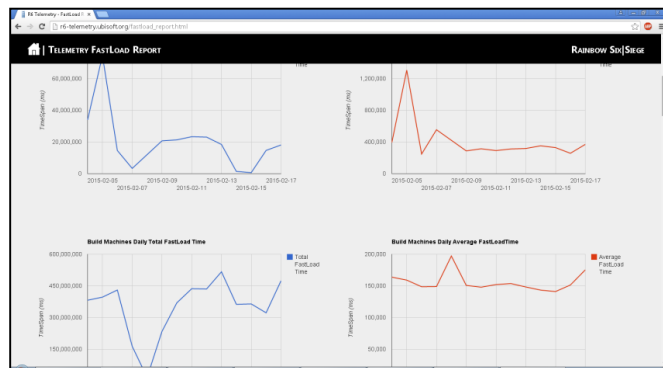 R6 Telemetry - FastLoad R
r6-telemetry.ubisoft.org/fastload_report.html
TELEMETRY FASTLOAD REPORT
RAINBOW SIX|SIEGE
60,000,000
40,000,000
20,000,000
0
TimeSpan (ms)
2015-02-05 2015-02-09 2015-02-13 2015-02-17
2015-02-07 2015-02-11 2015-02-15
Time
1,200,000
800,000
400,000
0
TimeSpan (ms)
2015-02-05 2015-02-09 2015-02-13 2015-02-17
2015-02-07 2015-02-11 2015-02-15
Time
Build Machines Daily Total FastLoad Time
600,000,000
450,000,000
300,000,000
150,000,000
TimeSpan (ms)
Total
FastLoad
Time
Build Machines Daily Average FastLoadTime
200,000
150,000
100,000
50,000
TimeSpan (ms)
Average
FastLoad
Time